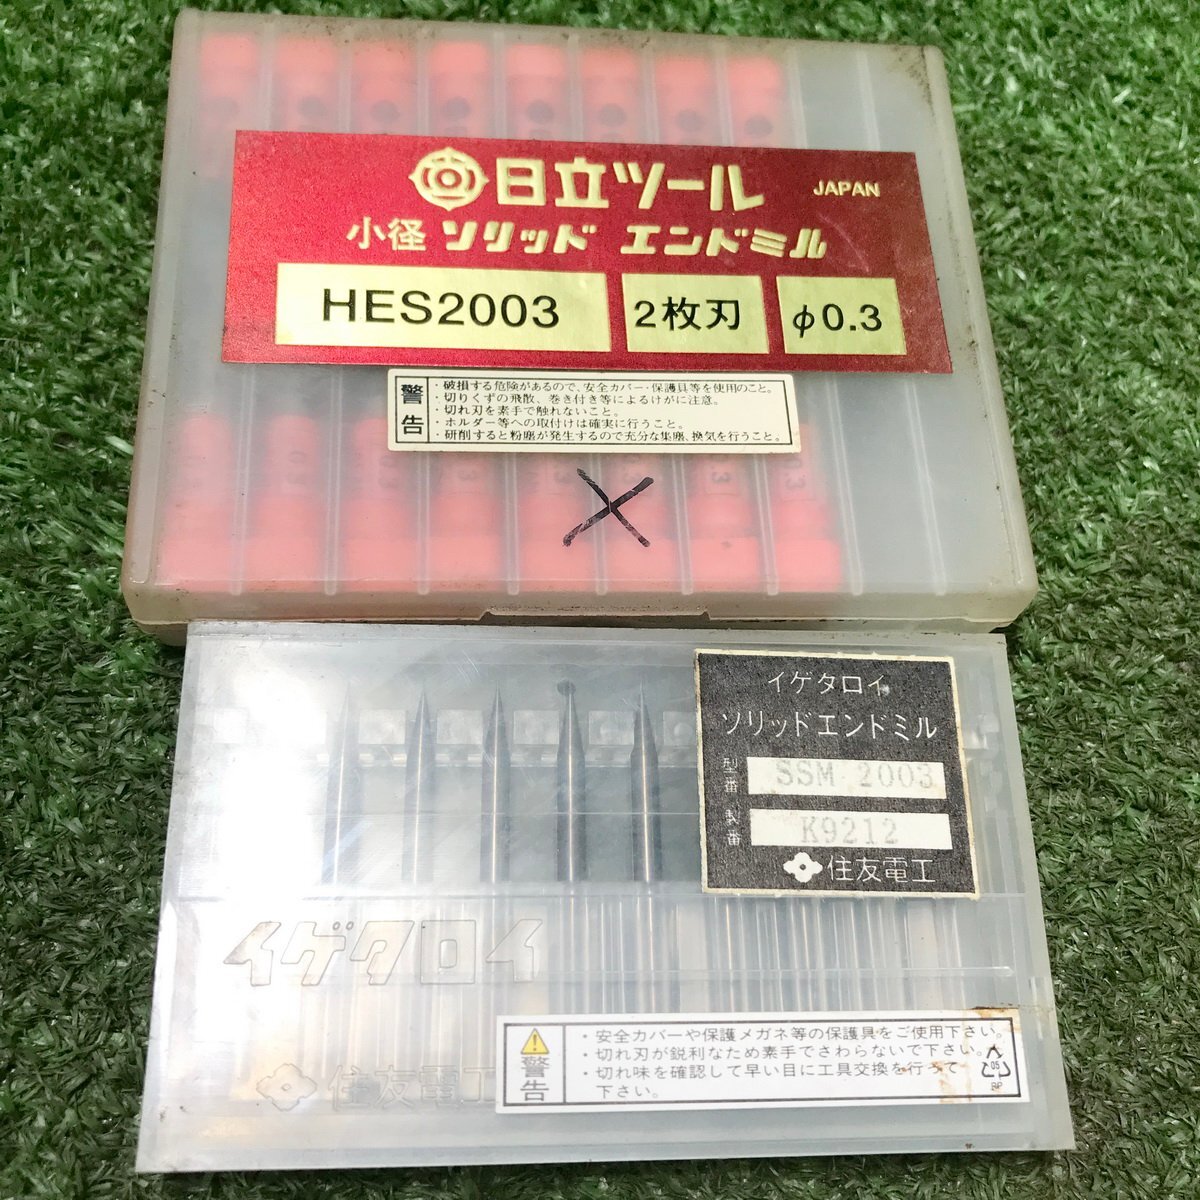 日立ツール
JAPAN
小径 ソリッド エンドミル
HES2003
2枚刃
φ0.3
警告
・破損する危険があるので、安全カバー・保護具等を使用のこと。
・切りくずの飛散、巻き付き等によるけがに注意。
・切れ刃を素手で触れないこと。
・ホルダー等への取付けは確実に行うこと。
・研削すると粉塵が発生するので充分な集塵、換気を行うこと。
イゲタロイ
ソリッドエンドミル
型番 SSM 2003
製番 K9212
住友電工
イゲタロイ
住友電工
警告
・安全カバーや保護メガネ等の保護具をご使用下さい。
・切れ刃が鋭利なため素手でさわらないで下さい。
・切れ味を確認して早い目に工具交換を行って
下さい。
05
PP